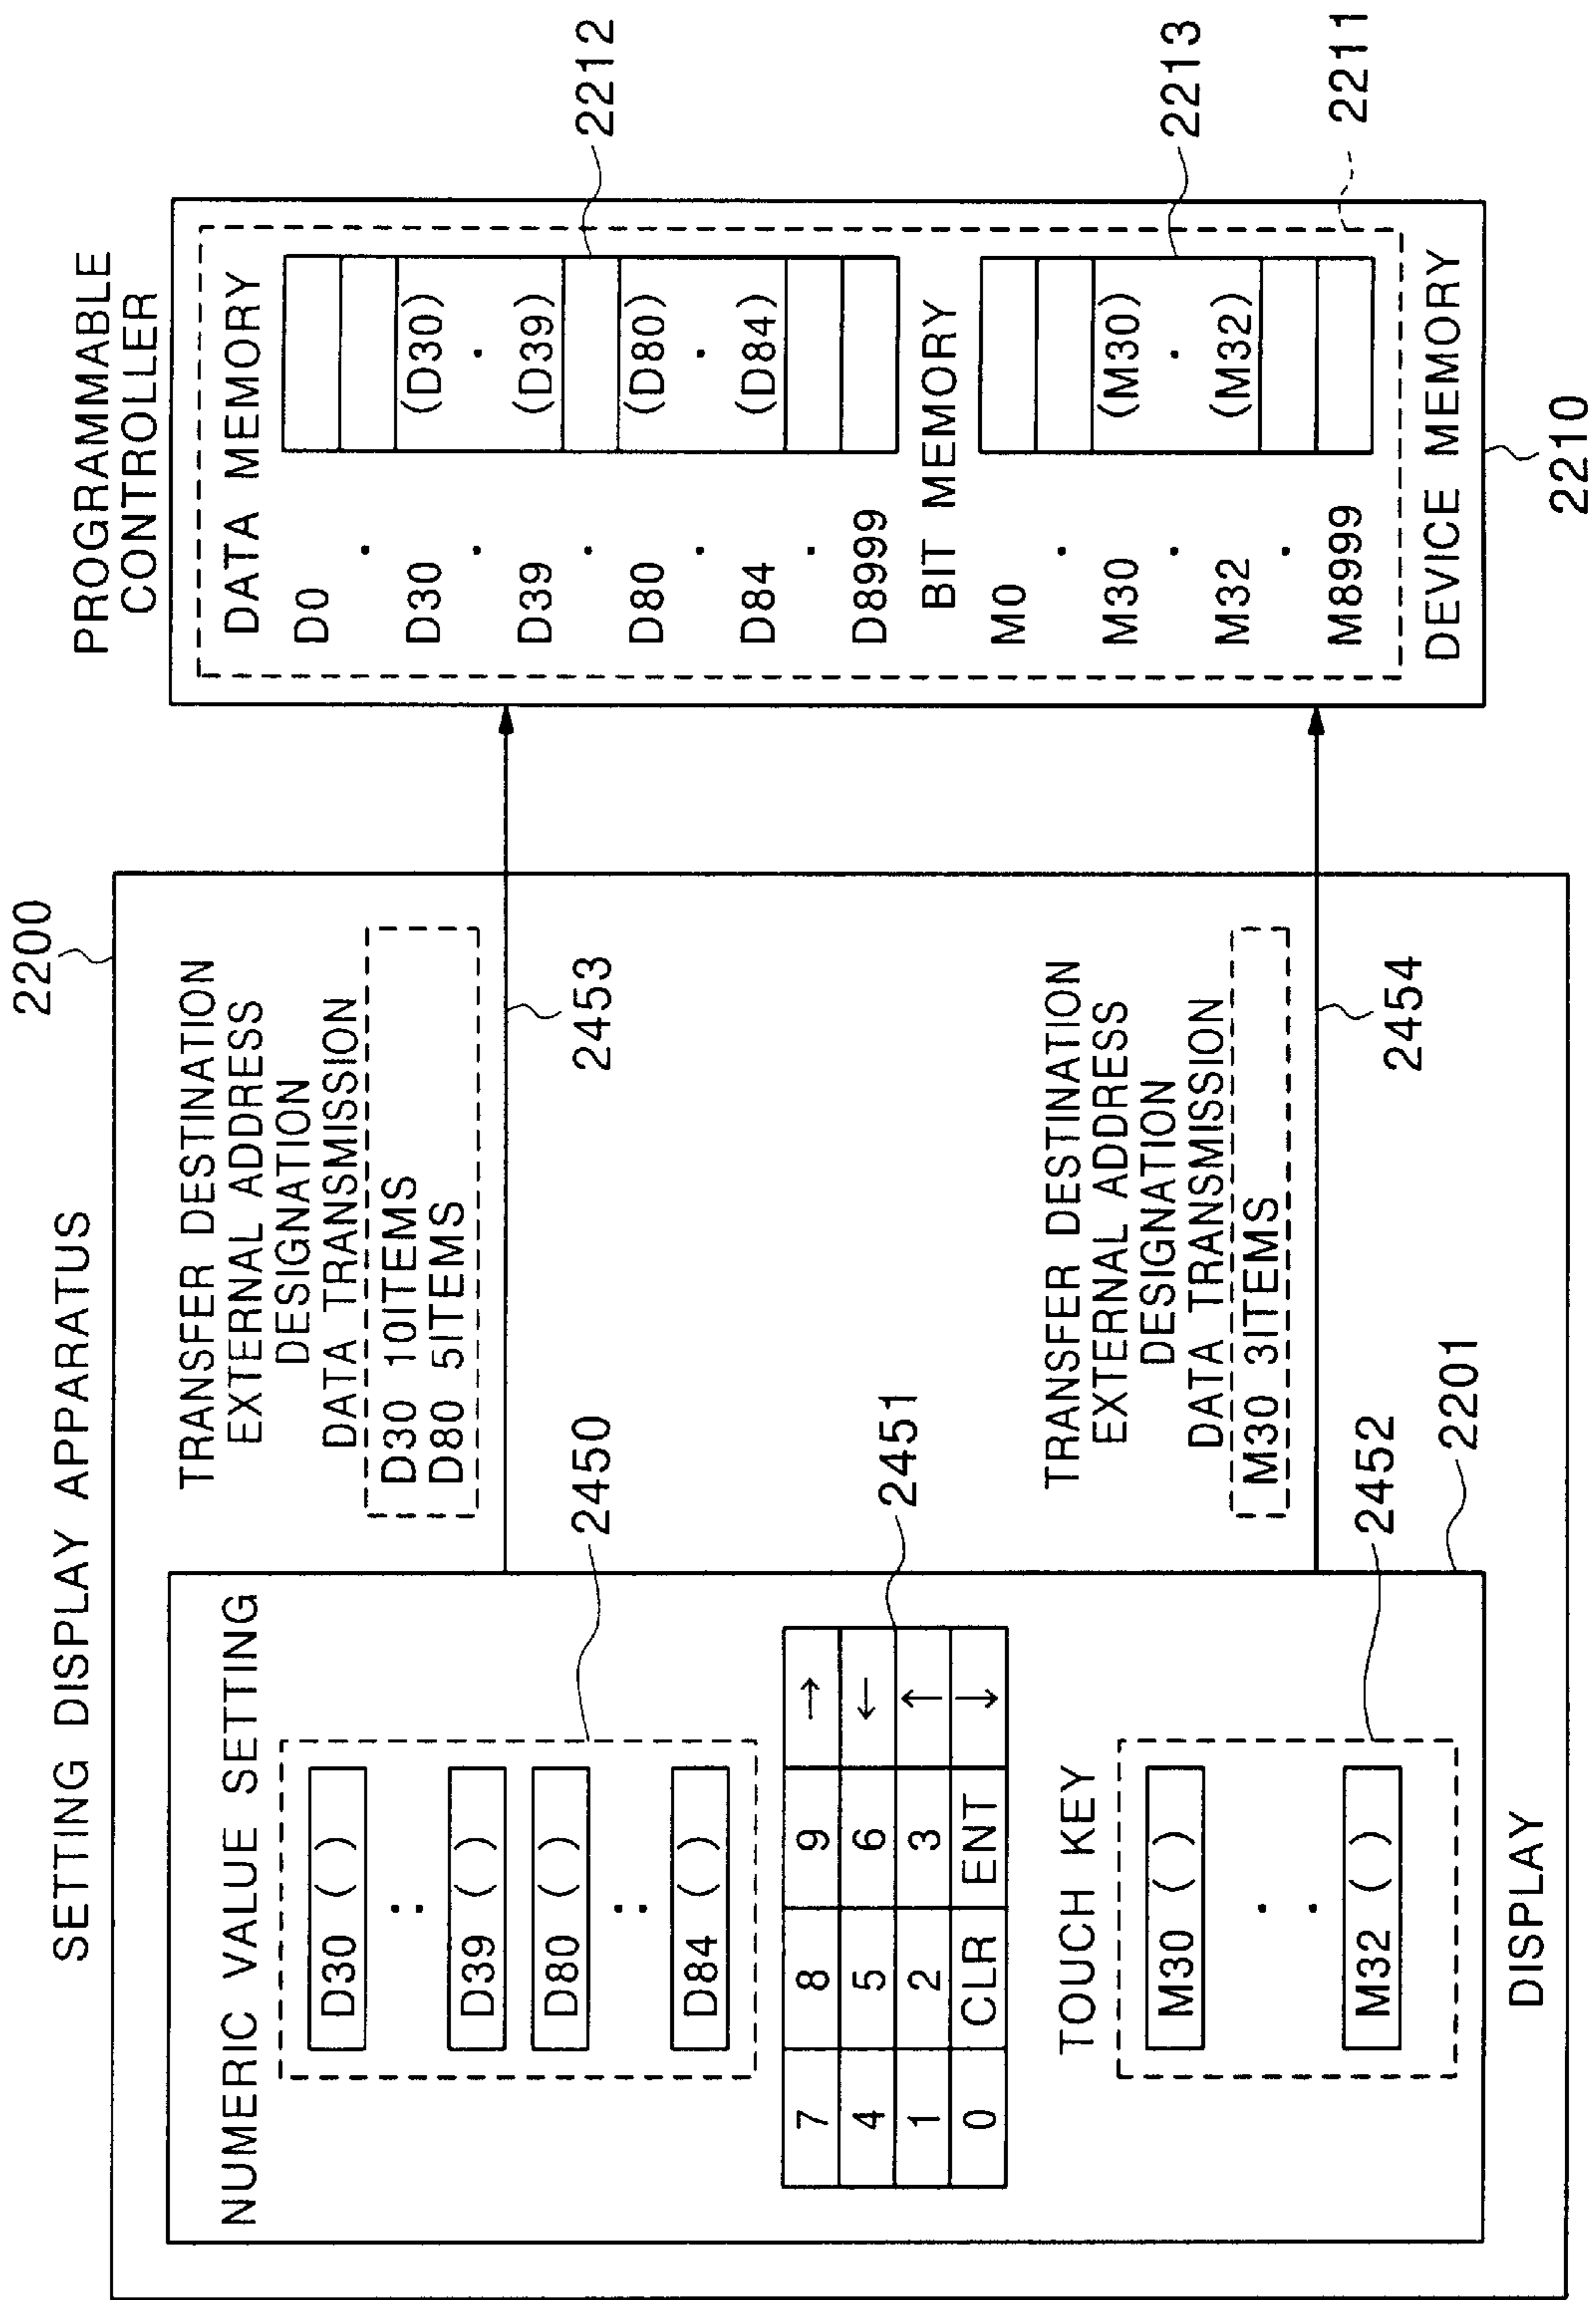 SETTING DISPLAY APPARATUS
2200
NUMERIC VALUE SETTING
D30 ( )
..
D39 ( )
D80 ( )
..
D84 ( )
2450
7 8 9 →
4 5 6 ←
1 2 3 ↑
0 CLR ENT ↓
2451
TOUCH KEY
M30 ( )
. .
M32 ( )
2452
DISPLAY
2201
TRANSFER DESTINATION
EXTERNAL ADDRESS
DESIGNATION
DATA TRANSMISSION
D30 10ITEMS
D80 5ITEMS
2453
TRANSFER DESTINATION
EXTERNAL ADDRESS
DESIGNATION
DATA TRANSMISSION
M30 3ITEMS
2454
PROGRAMMABLE
CONTROLLER
DATA MEMORY
D0
.
D30 (D30)
. .
D39 (D39)
.
D80 (D80)
. .
D84 (D84)
.
D8999
2212
BIT MEMORY
M0
.
M30 (M30)
. .
M32 (M32)
.
M8999
2213
2211
DEVICE MEMORY
2210